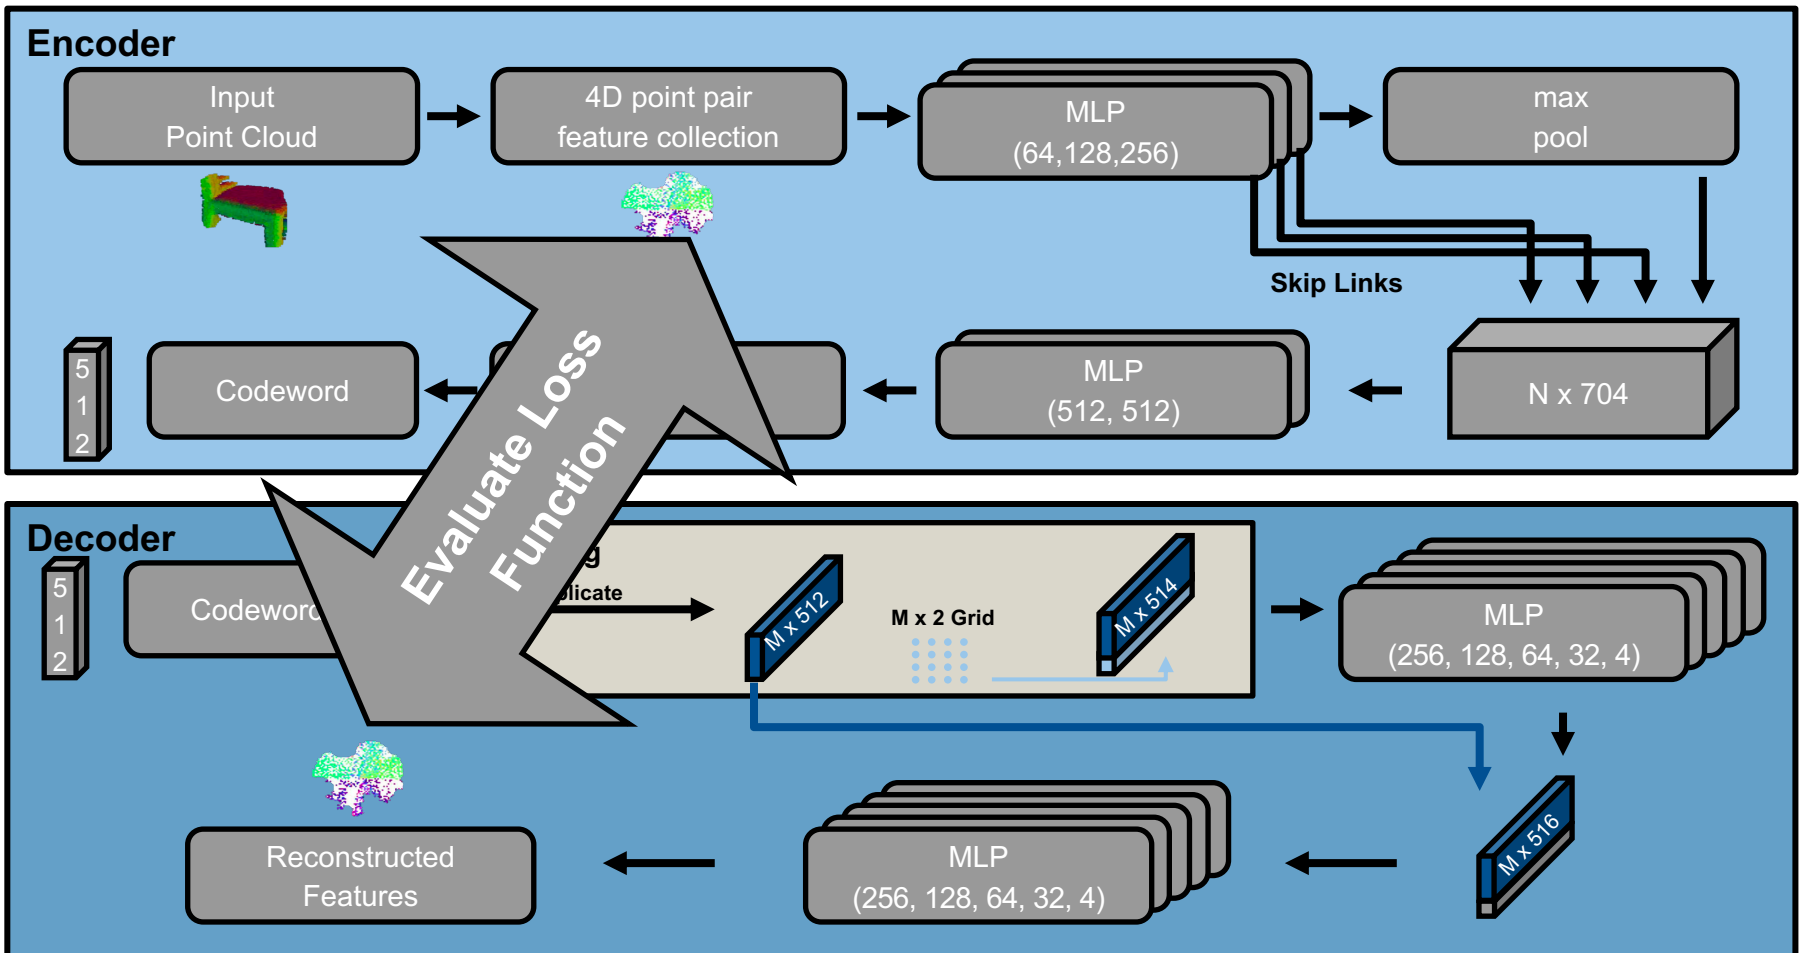 Encoder
Input
Point Cloud
4D point pair
feature collection
MLP
(64,128,256)
max
pool
Skip Links
5
1
2
Codeword
MLP
(512, 512)
N x 704
Evaluate Loss
Function
Decoder
5
1
2
Codeword
M x 512
M x 2 Grid
M x 514
MLP
(256, 128, 64, 32, 4)
Reconstructed
Features
MLP
(256, 128, 64, 32, 4)
M x 516